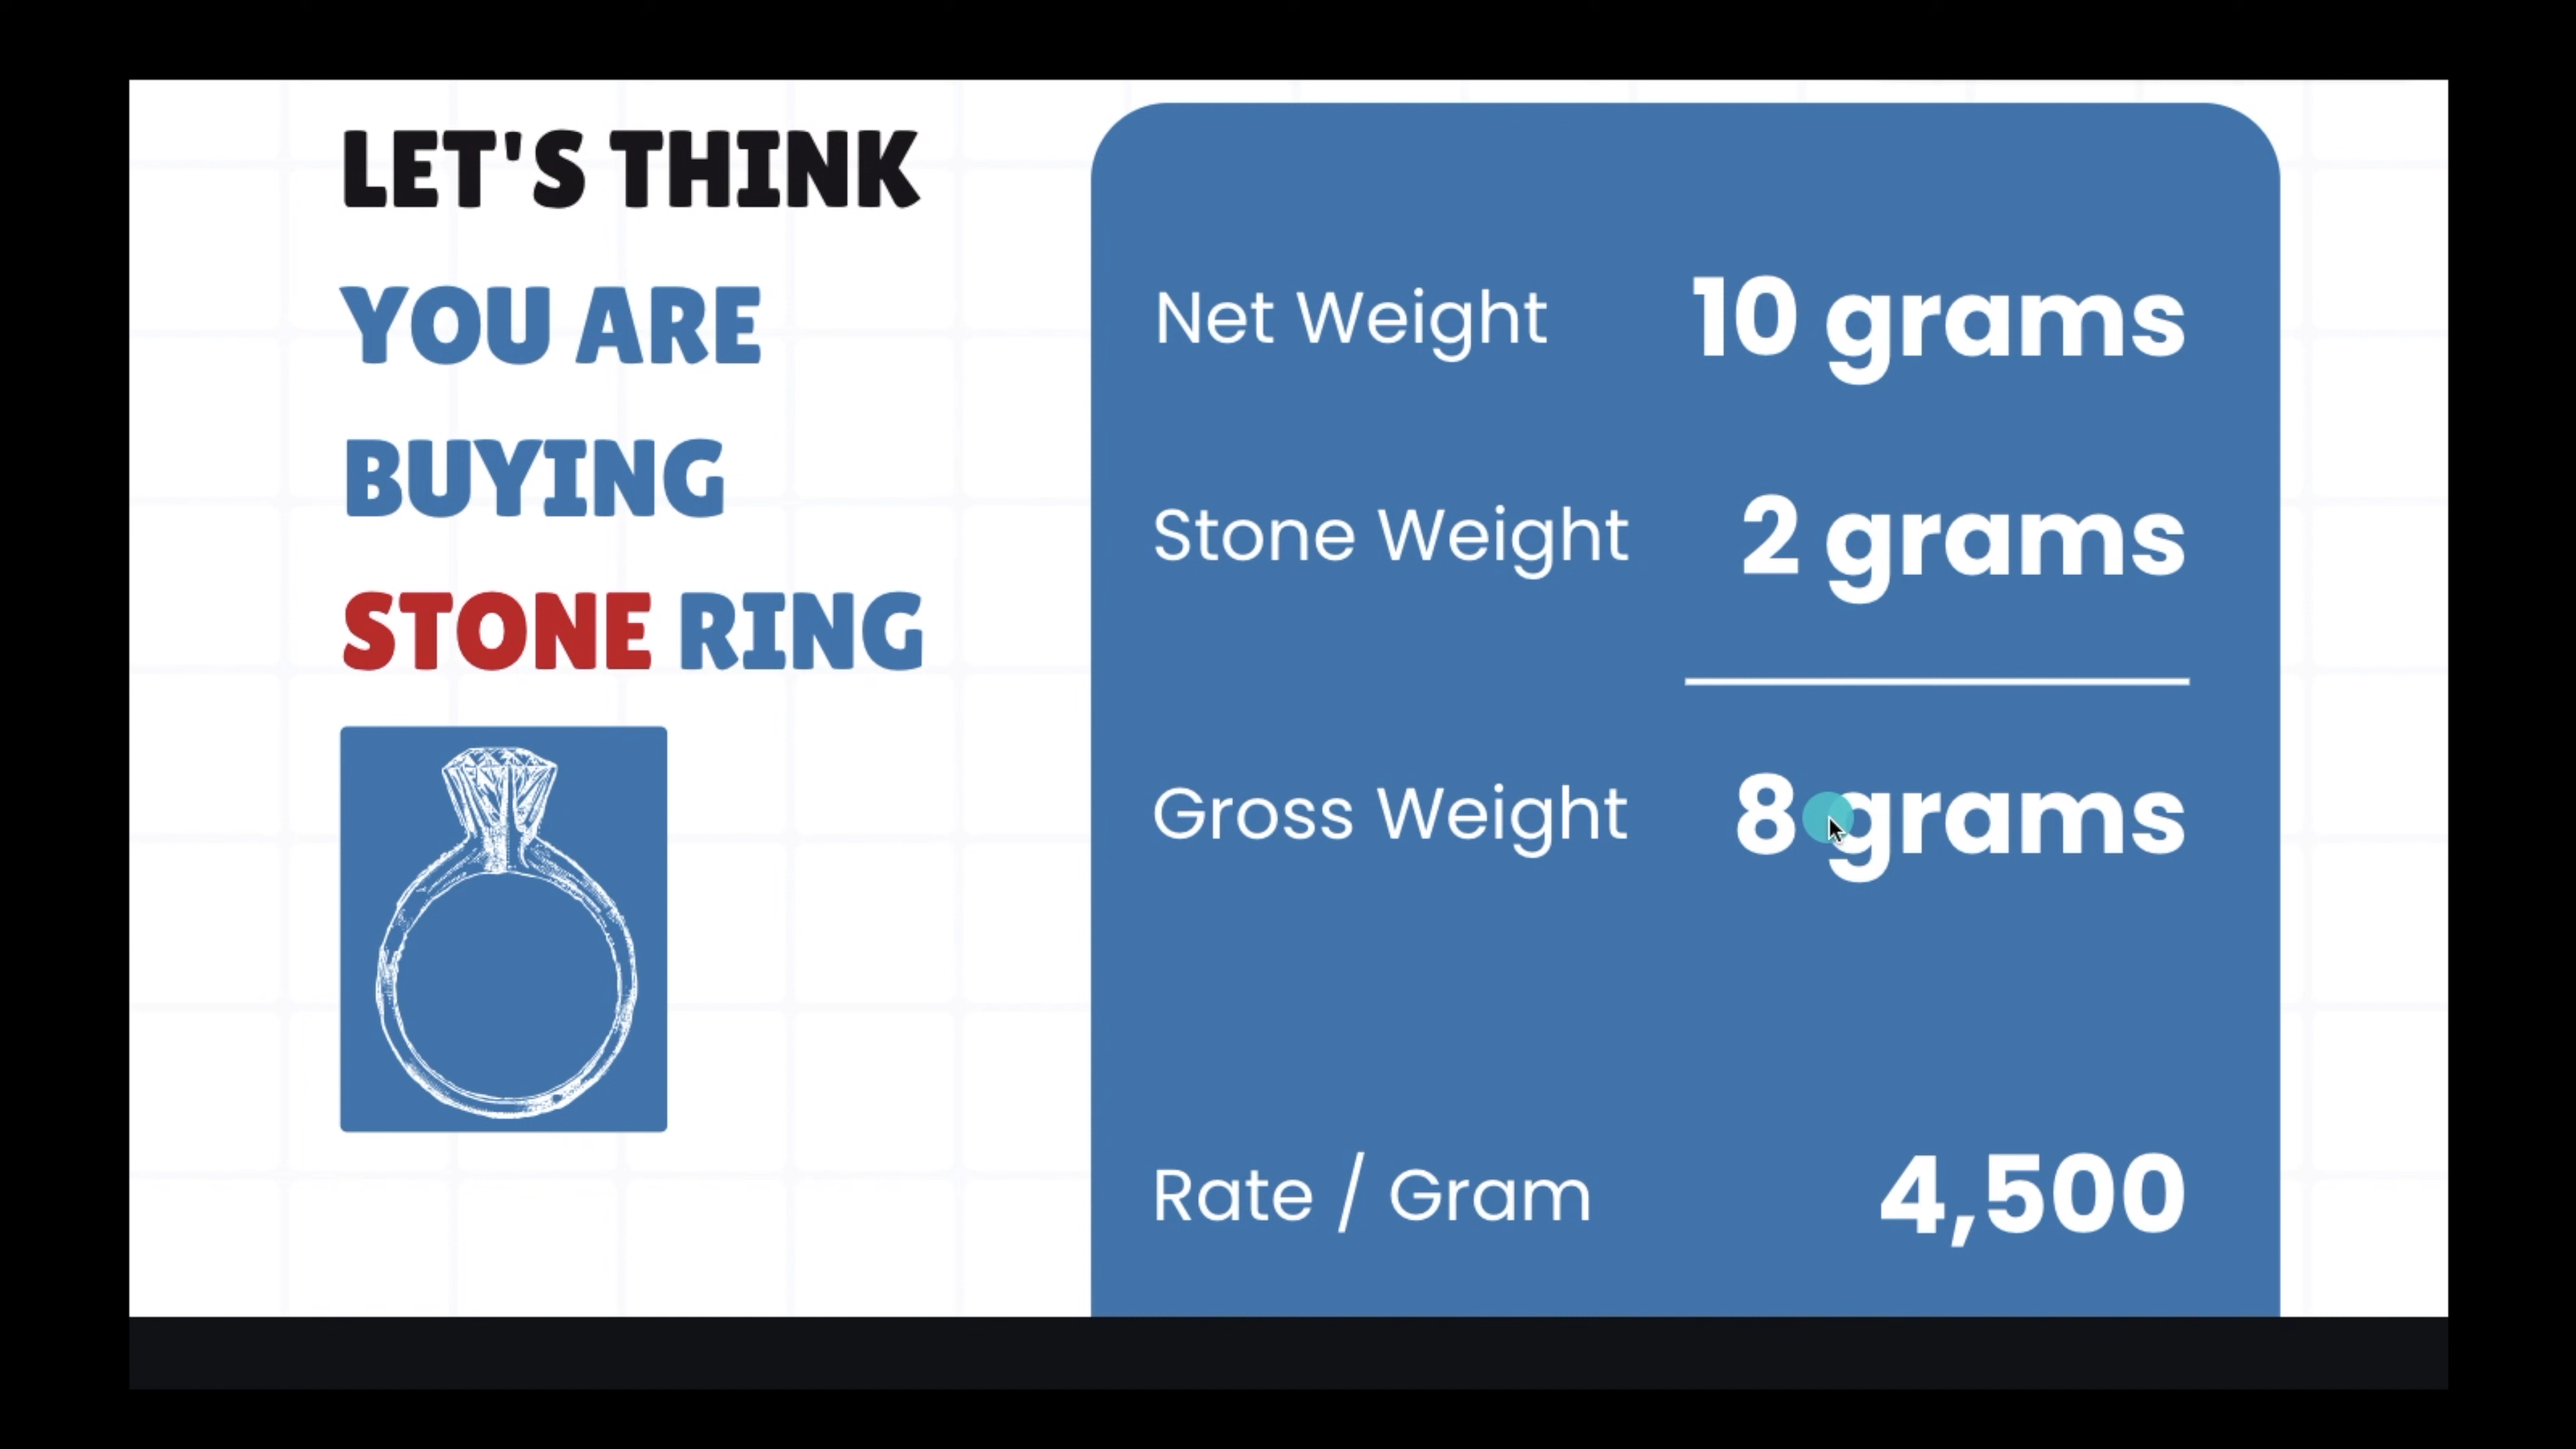 LET'S THINK
YOU ARE
BUYING
STONE RING
Net Weight 10 grams
Stone Weight 2 grams
Gross Weight 8 grams
Rate / Gram 4,500